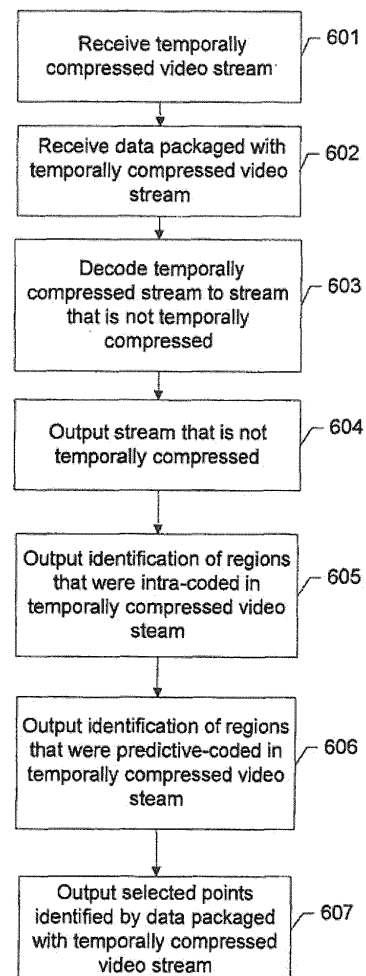 Receive temporally
compressed video stream
601
Receive data packaged with
temporally compressed video
stream
602
Decode temporally
compressed stream to stream
that is not temporally
compressed
603
Output stream that is not
temporally compressed
604
Output identification of regions
that were intra-coded in
temporally compressed video
steam
605
Output identification of regions
that were predictive-coded in
temporally compressed video
steam
606
Output selected points
identified by data packaged
with temporally compressed
video stream
607